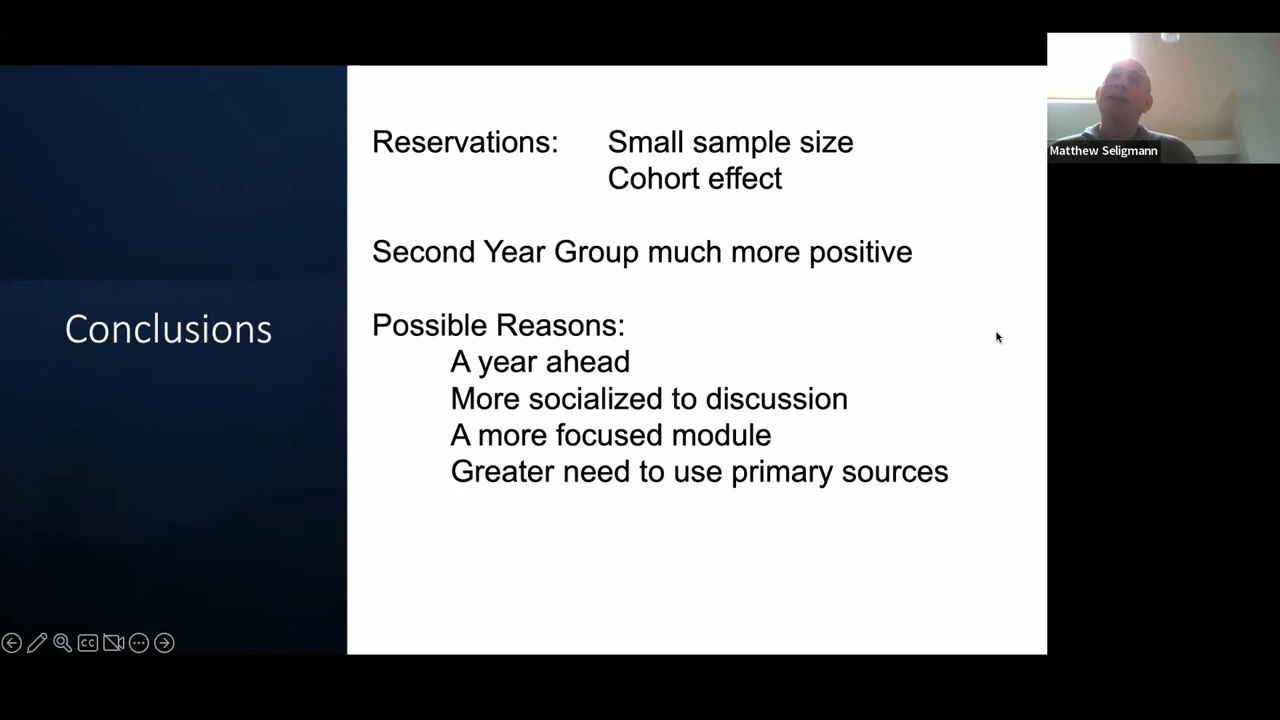 Conclusions
Reservations: Small sample size
Cohort effect
Second Year Group much more positive
Possible Reasons:
A year ahead
More socialized to discussion
A more focused module
Greater need to use primary sources
Matthew Seligmann
CC